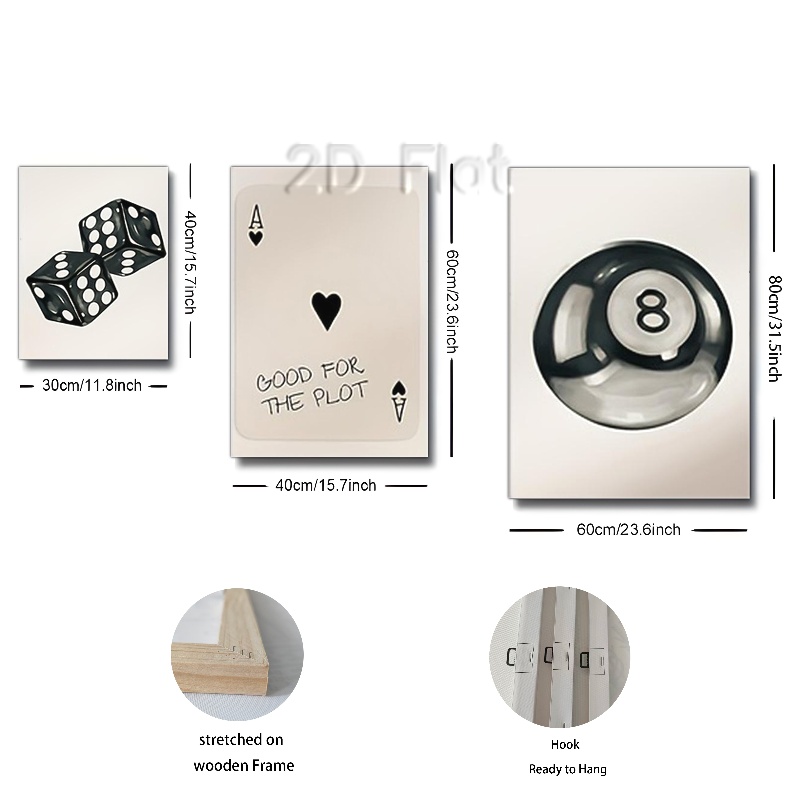 2D Flat
A
GOOD FOR
THE PLOT
A
8
40cm/15.7inch
30cm/11.8inch
60cm/23.6inch
40cm/15.7inch
80cm/31.5inch
60cm/23.6inch
stretched on
wooden Frame
Hook
Ready to Hang